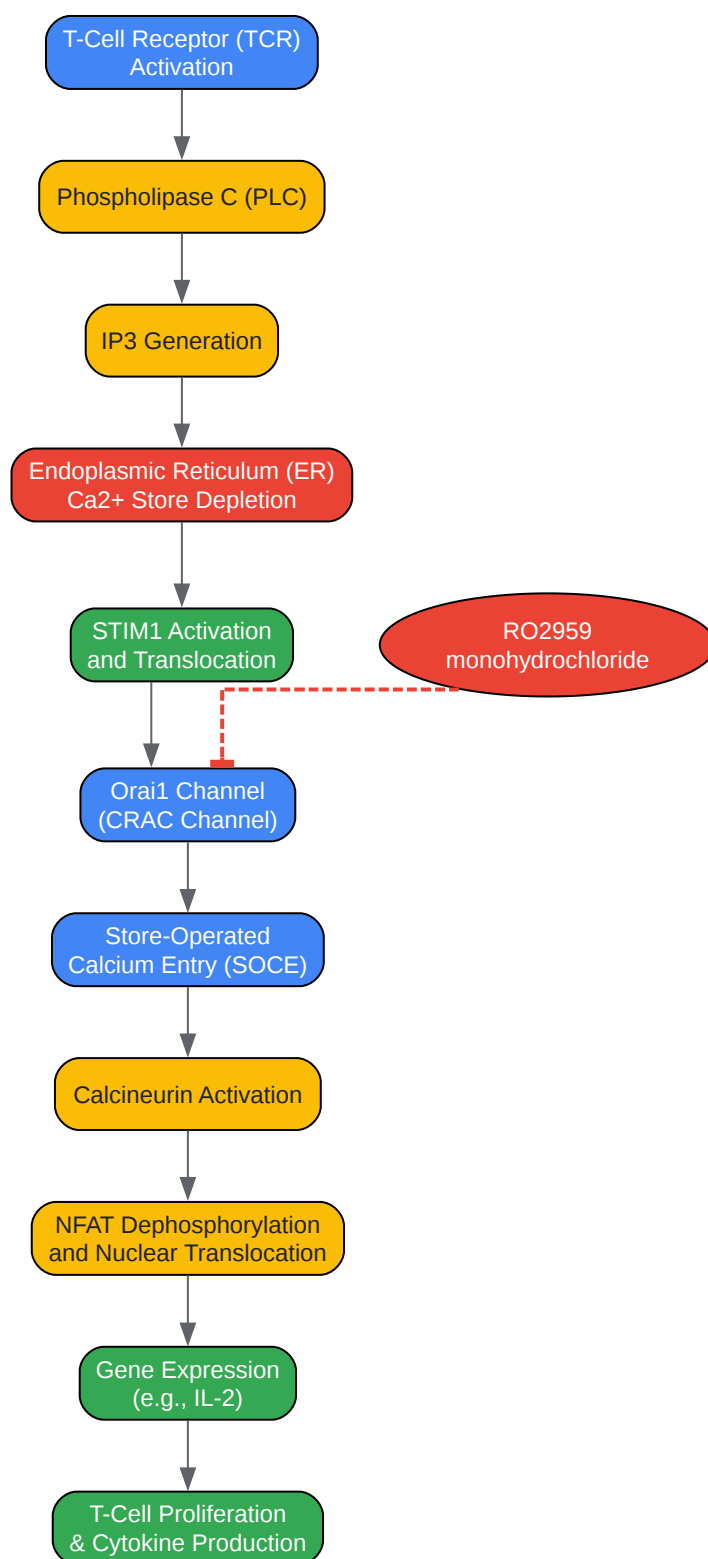 T-Cell Receptor (TCR)
Activation
Phospholipase C (PLC)
IP3 Generation
Endoplasmic Reticulum (ER)
Ca2+ Store Depletion
STIM1 Activation
and Translocation
RO2959
monohydrochloride
Orai1 Channel
(CRAC Channel)
Store-Operated
Calcium Entry (SOCE)
Calcineurin Activation
NFAT Dephosphorylation
and Nuclear Translocation
Gene Expression
(e.g., IL-2)
T-Cell Proliferation
& Cytokine Production